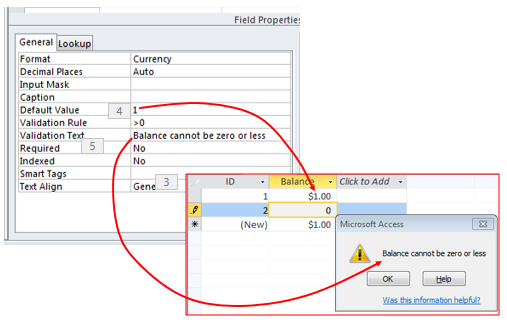 Field Properties
General Lookup
Format Currency
Decimal Places Auto
Input Mask
Caption
Default Value 4 1
Validation Rule >0
Validation Text Balance cannot be zero or less
Required 5 No
Indexed No
Smart Tags
Text Align Gene 3
ID Balance Click to Add
1 $1.00
2 0
(New) $1.00
Microsoft Access
Balance cannot be zero or less
OK Help
Was this information helpful?